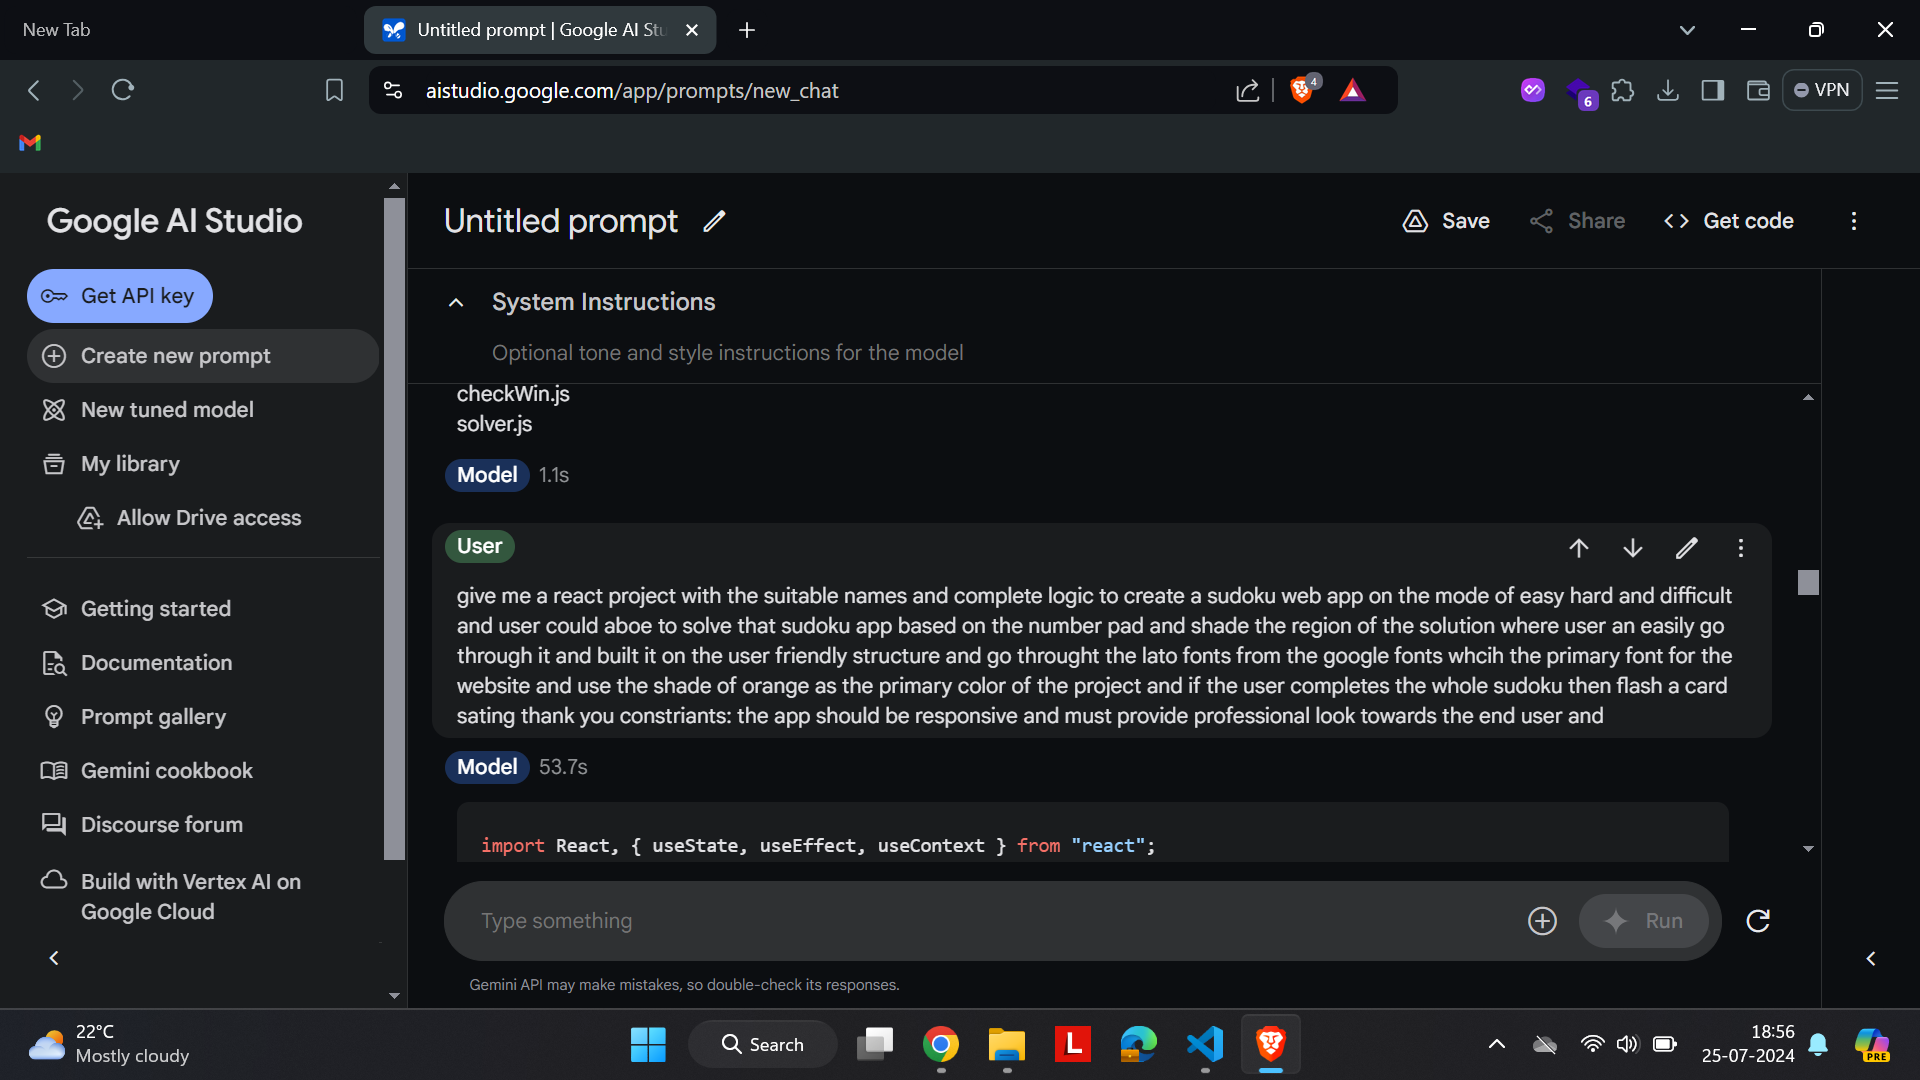 New Tab
Untitled prompt | Google AI Stu
aistudio.google.com/app/prompts/new_chat
4
6
VPN
Google AI Studio
Get API key
Create new prompt
New tuned model
My library
Allow Drive access
Getting started
Documentation
Prompt gallery
Gemini cookbook
Discourse forum
Build with Vertex AI on
Google Cloud
Untitled prompt
Save
Share
Get code
System Instructions
Optional tone and style instructions for the model
checkWin.js
solver.js
Model 1.1s
User
give me a react project with the suitable names and complete logic to create a sudoku web app on the mode of easy hard and difficult
and user could aboe to solve that sudoku app based on the number pad and shade the region of the solution where user an easily go
through it and built it on the user friendly structure and go throught the lato fonts from the google fonts whcih the primary font for the
website and use the shade of orange as the primary color of the project and if the user completes the whole sudoku then flash a card
sating thank you constriants: the app should be responsive and must provide professional look towards the end user and
Model 53.7s
import React, { useState, useEffect, useContext } from "react";
Type something
Run
Gemini API may make mistakes, so double-check its responses.
22°C
Mostly cloudy
Search
L
18:56
25-07-2024
PRE